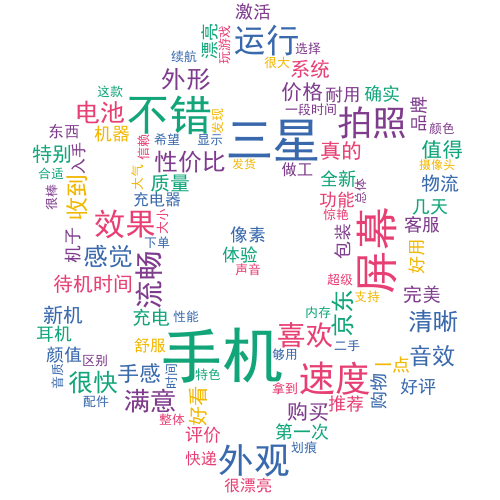 激活
漂亮
玩游戏
运行
选择
续航
很大
系统
外形
这款
价格
耐用
确实
电池
不错
一段时间
拍照
品牌
机器
发现
三星
颜色
东西
信赖
希望
显示
真的
值得
特别
入手
性价比
发货
做工
摄像头
合适
大气
质量
全新
总体
物流
很棒
收到
充电器
功能
几天
效果
大小
惊艳
屏幕
客服
机子
感觉
下单
像素
包装
好用
体验
流畅
声音
待机时间
超级
支持
完美
新机
充电
性能
内存
京东
清晰
耳机
手机
喜欢
二手
颜值
区别
舒服
够用
音效
音质
很快
手感
时间
特色
速度
一点
拿到
购物
好评
配件
满意
好看
整体
购买
推荐
评价
第一次
快递
外观
划痕
很漂亮